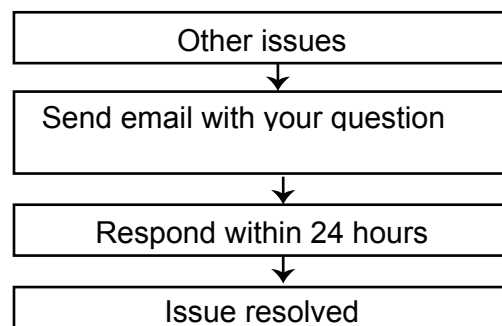 Other issues
Send email with your question
Respond within 24 hours
Issue resolved